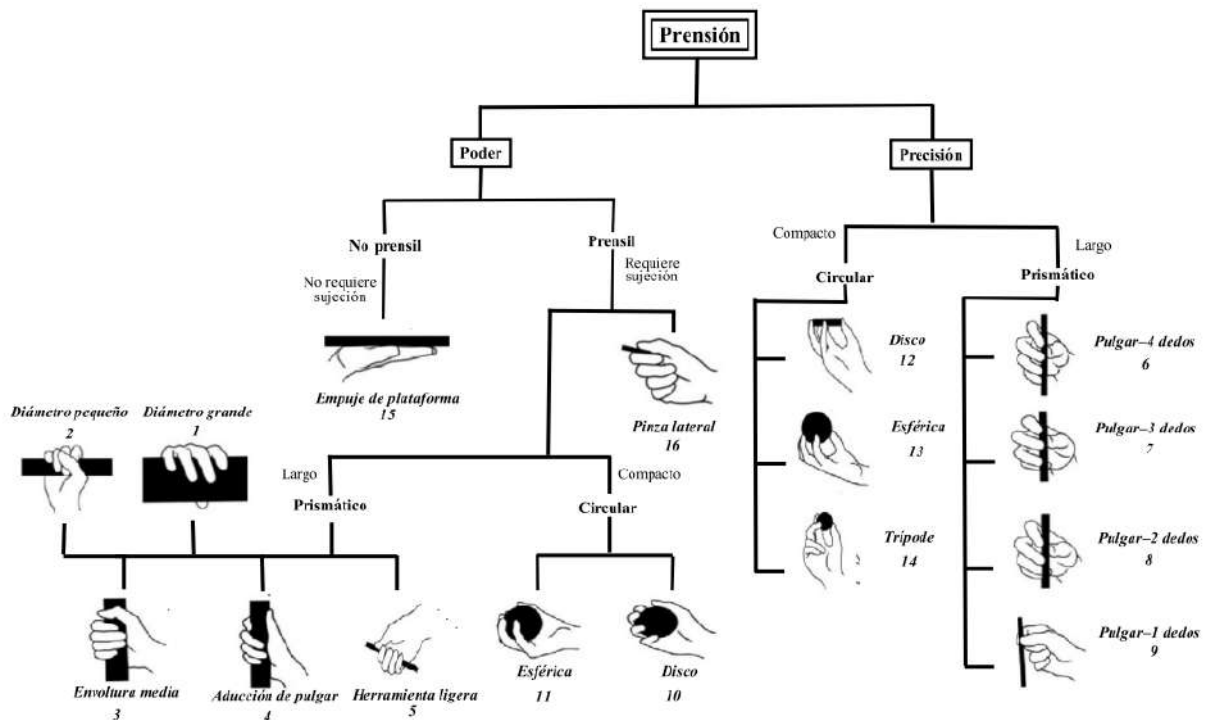 Prensión
Poder
Precisión
No prensil
Prensil
Compacto
Largo
No requiere
sujeción
Requiere
sujeción
Circular
Prismático
Disco
12
Pulgar–4 dedos
6
Empuje de plataforma
15
Pinza lateral
16
Esférica
13
Pulgar–3 dedos
7
Diámetro pequeño
2
Diámetro grande
1
Largo
Compacto
Prismático
Circular
Trípode
14
Pulgar–2 dedos
8
Envoltura media
3
Aducción de pulgar
4
Herramienta ligera
5
Esférica
11
Disco
10
Pulgar–1 dedos
9